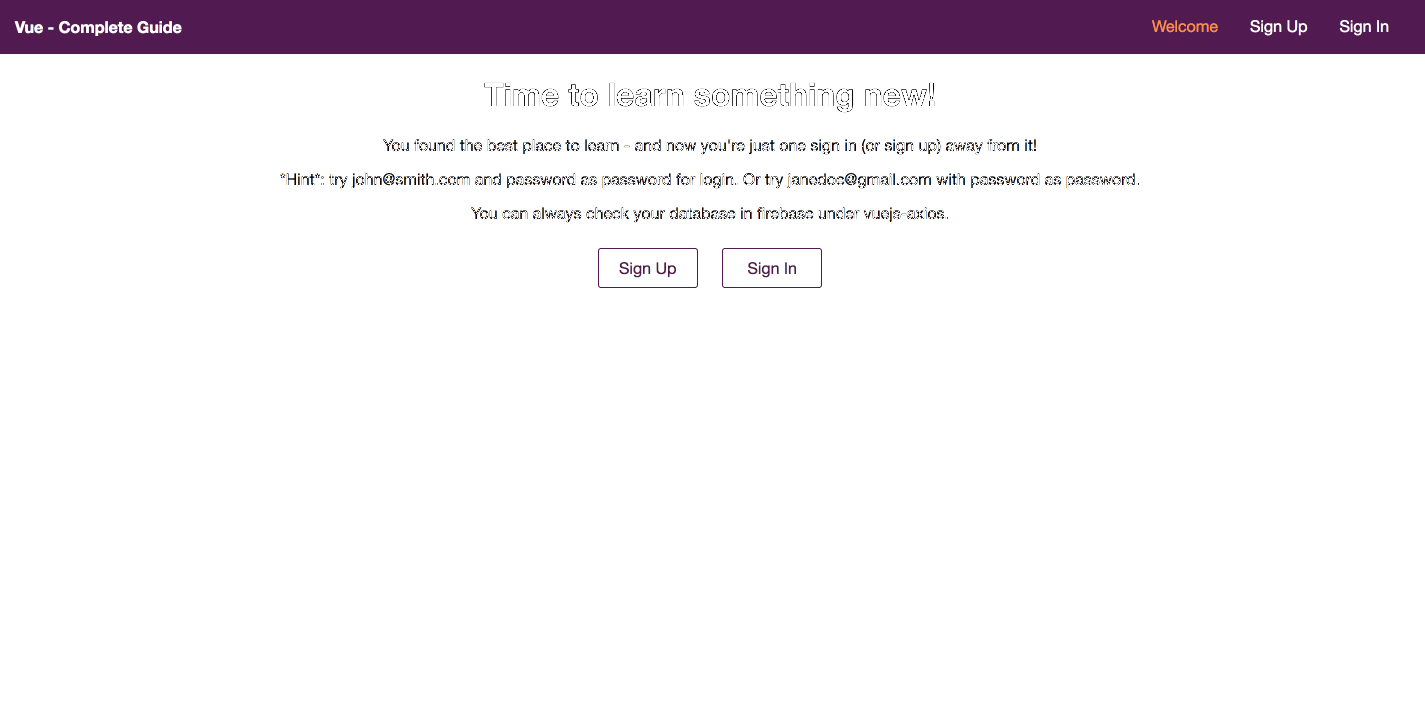 Vue - Complete Guide
Welcome
Sign Up
Sign In
Time to learn something new!
You found the best place to learn - and now you're just one sign in (or sign up) away from it!
*Hint*: try john@smith.com and password as password for login. Or try janedoe@gmail.com with password as password.
You can always check your database in firebase under vuejs-axios.
Sign Up
Sign In